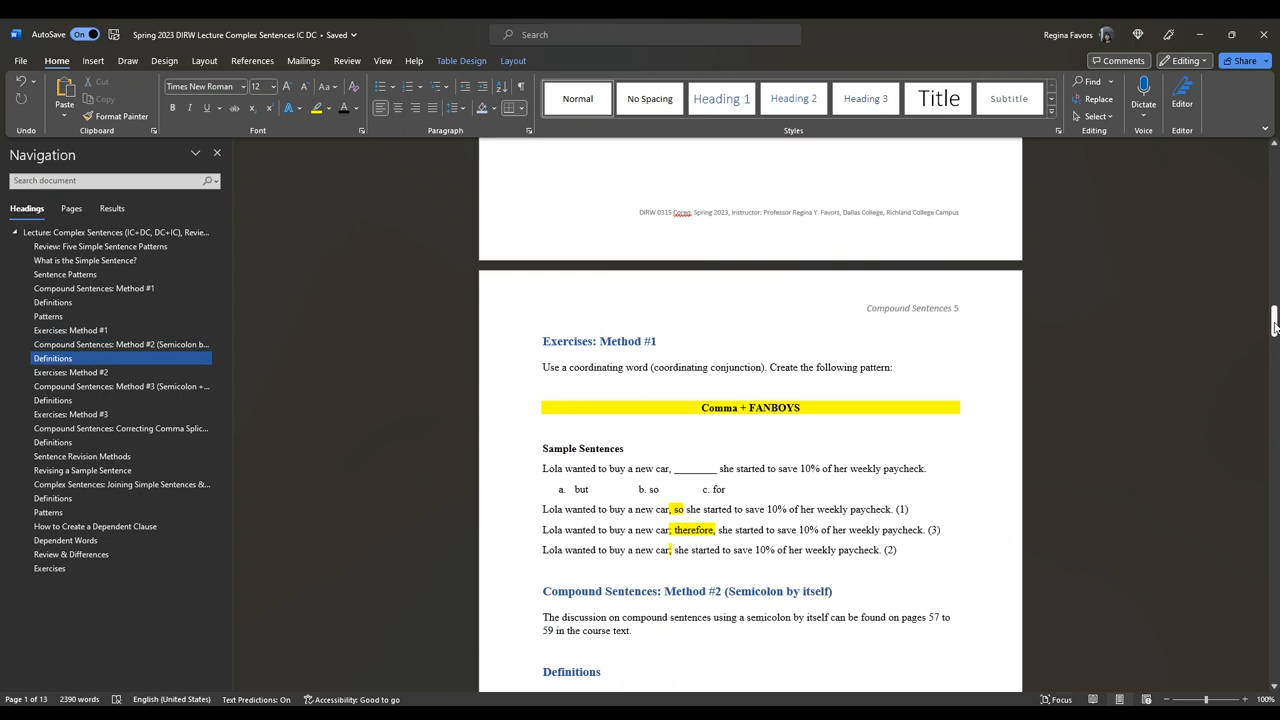 AutoSave On Spring 2023 DIRW Lecture Complex Sentences IC DC • Saved Search Regina Favors
File Home Insert Draw Design Layout References Mailings Review View Help Table Design Layout Comments Editing Share
Times New Roman 12
Paste Cut Copy Format Painter
Normal No Spacing Heading 1 Heading 2 Heading 3 Title Subtitle
Find Replace Select Dictate Editor
Undo Clipboard Font Paragraph Styles Editing Voice Editor
Navigation
Search document
Headings Pages Results
Lecture: Complex Sentences (IC+DC, DC+IC), Revie...
Review: Five Simple Sentence Patterns
What is the Simple Sentence?
Sentence Patterns
Compound Sentences: Method #1
Definitions
Patterns
Exercises: Method #1
Compound Sentences: Method #2 (Semicolon b...
Definitions
Exercises: Method #2
Compound Sentences: Method #3 (Semicolon +...
Definitions
Exercises: Method #3
Compound Sentences: Correcting Comma Splic...
Definitions
Sentence Revision Methods
Revising a Sample Sentence
Complex Sentences: Joining Simple Sentences &...
Definitions
Patterns
How to Create a Dependent Clause
Dependent Words
Review & Differences
Exercises
DIRW 0315 Coreq, Spring 2023, Instructor: Professor Regina Y. Favors, Dallas College, Richland College Campus
Compound Sentences 5
Exercises: Method #1
Use a coordinating word (coordinating conjunction). Create the following pattern:
Comma + FANBOYS
Sample Sentences
Lola wanted to buy a new car, ________ she started to save 10% of her weekly paycheck.
a. but b. so c. for
Lola wanted to buy a new car, so she started to save 10% of her weekly paycheck. (1)
Lola wanted to buy a new car; therefore, she started to save 10% of her weekly paycheck. (3)
Lola wanted to buy a new car; she started to save 10% of her weekly paycheck. (2)
Compound Sentences: Method #2 (Semicolon by itself)
The discussion on compound sentences using a semicolon by itself can be found on pages 57 to
59 in the course text.
Definitions
Page 1 of 13 2390 words English (United States) Text Predictions: On Accessibility: Good to go Focus 100%